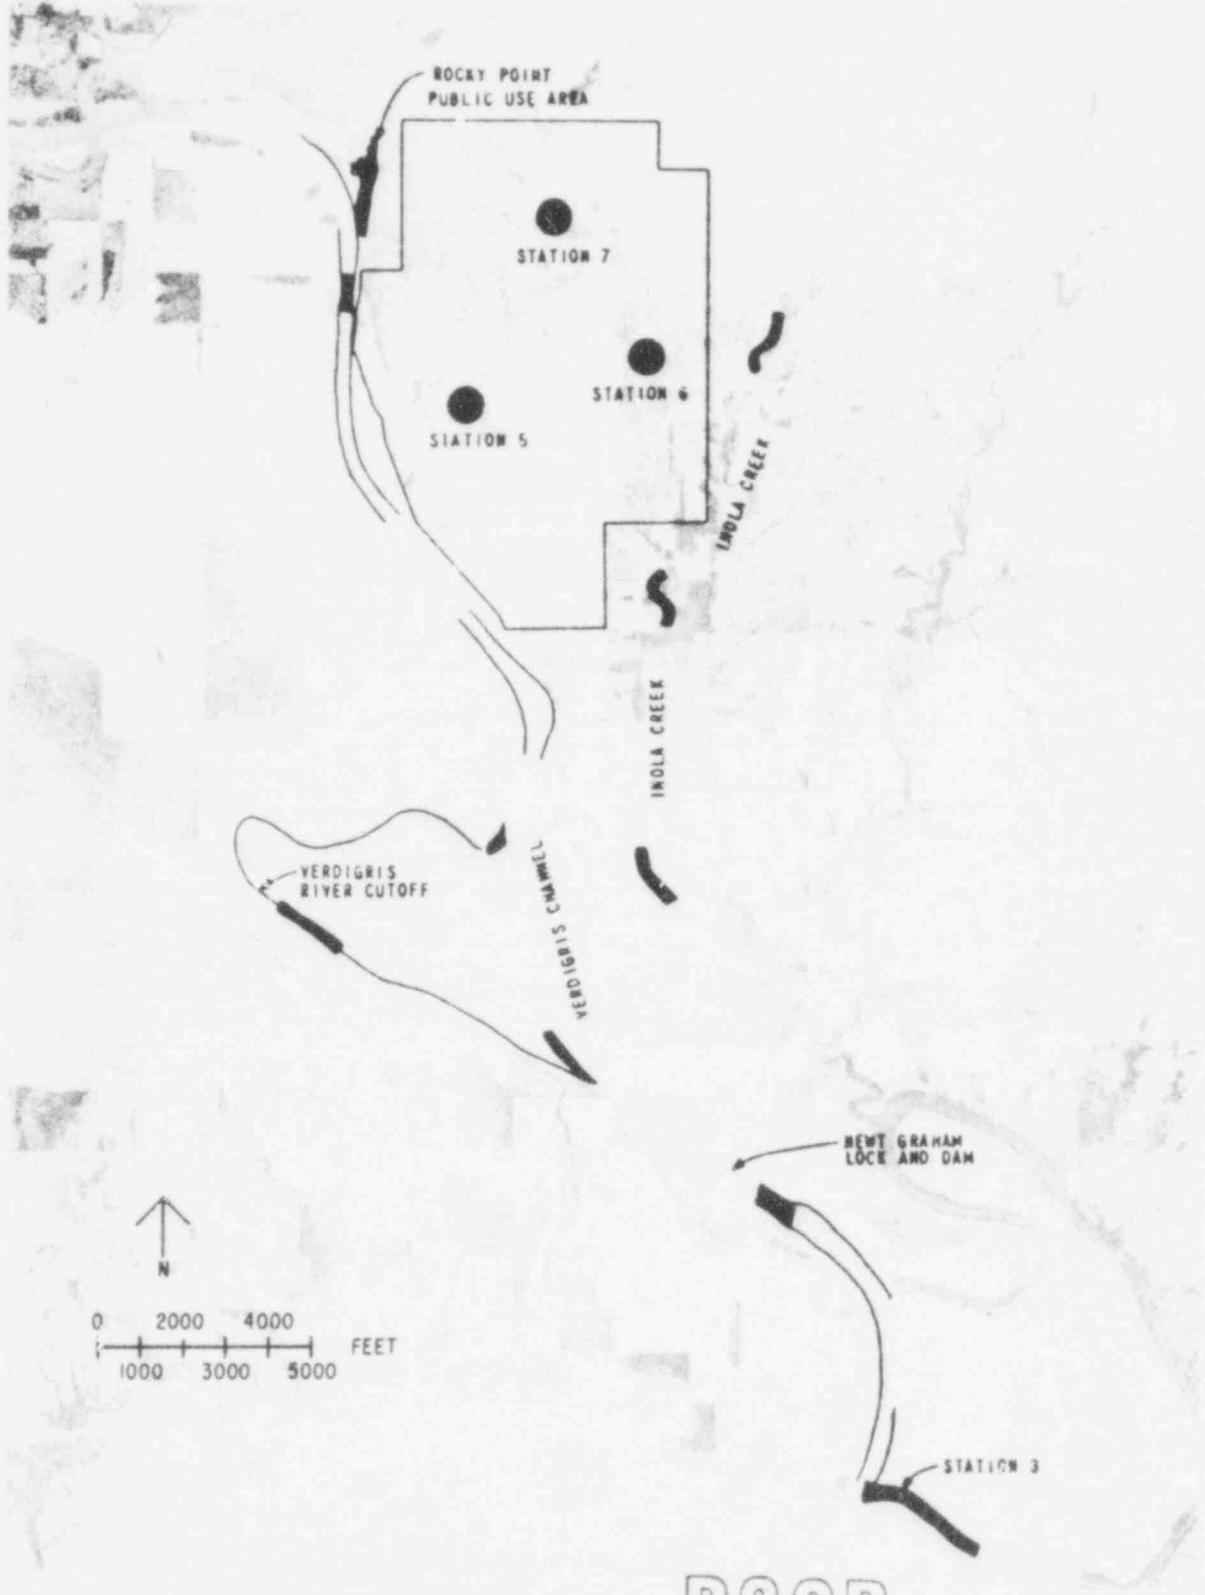 ROCKY POINT
PUBLIC USE AREA
STATION 7
STATION 6
STATION 5
INOLA CREEK
INOLA CREEK
VERDIGRIS
RIVER CUTOFF
VERDIGRIS CHANNEL
NEWT GRAHAM
LOCK AND DAM
N
0 2000 4000
FEET
1000 3000 5000
STATION 3
POOR